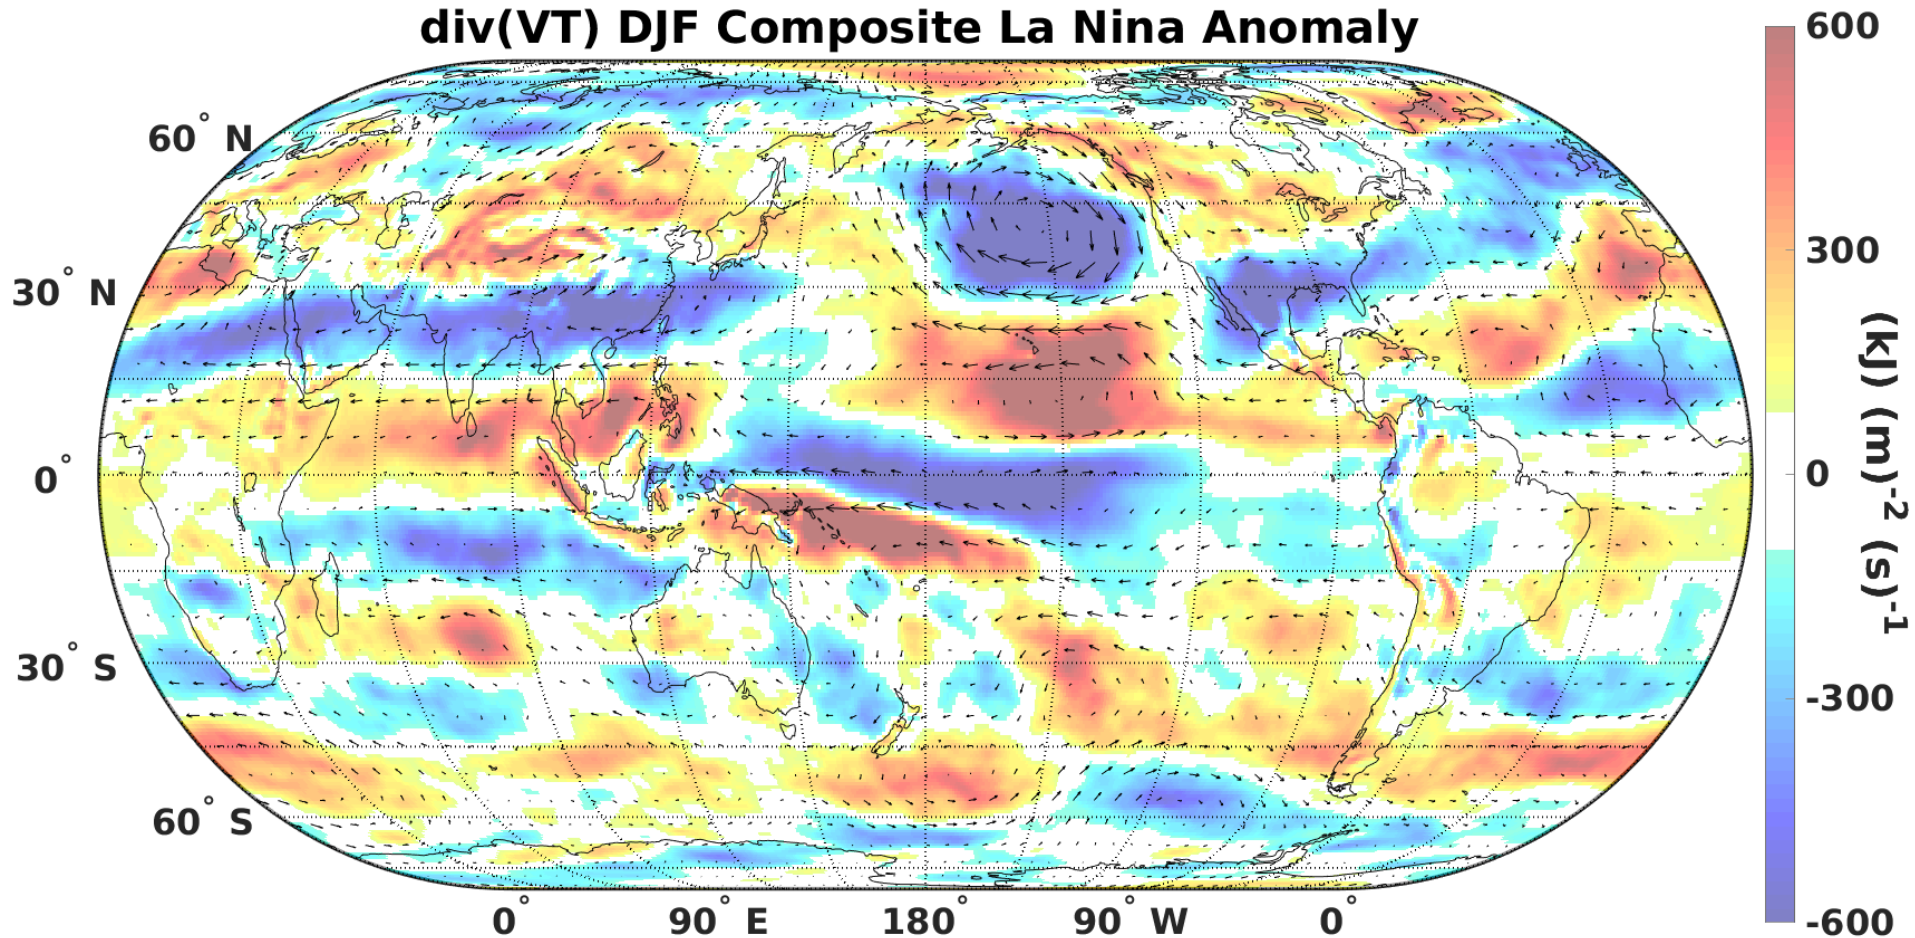 div(VT) DJF Composite La Nina Anomaly
60° N
30° N
0°
30° S
60° S
0°
90° E
180°
90° W
0°
600
300
0
-300
-600
(kJ) (m)-2 (s)-1